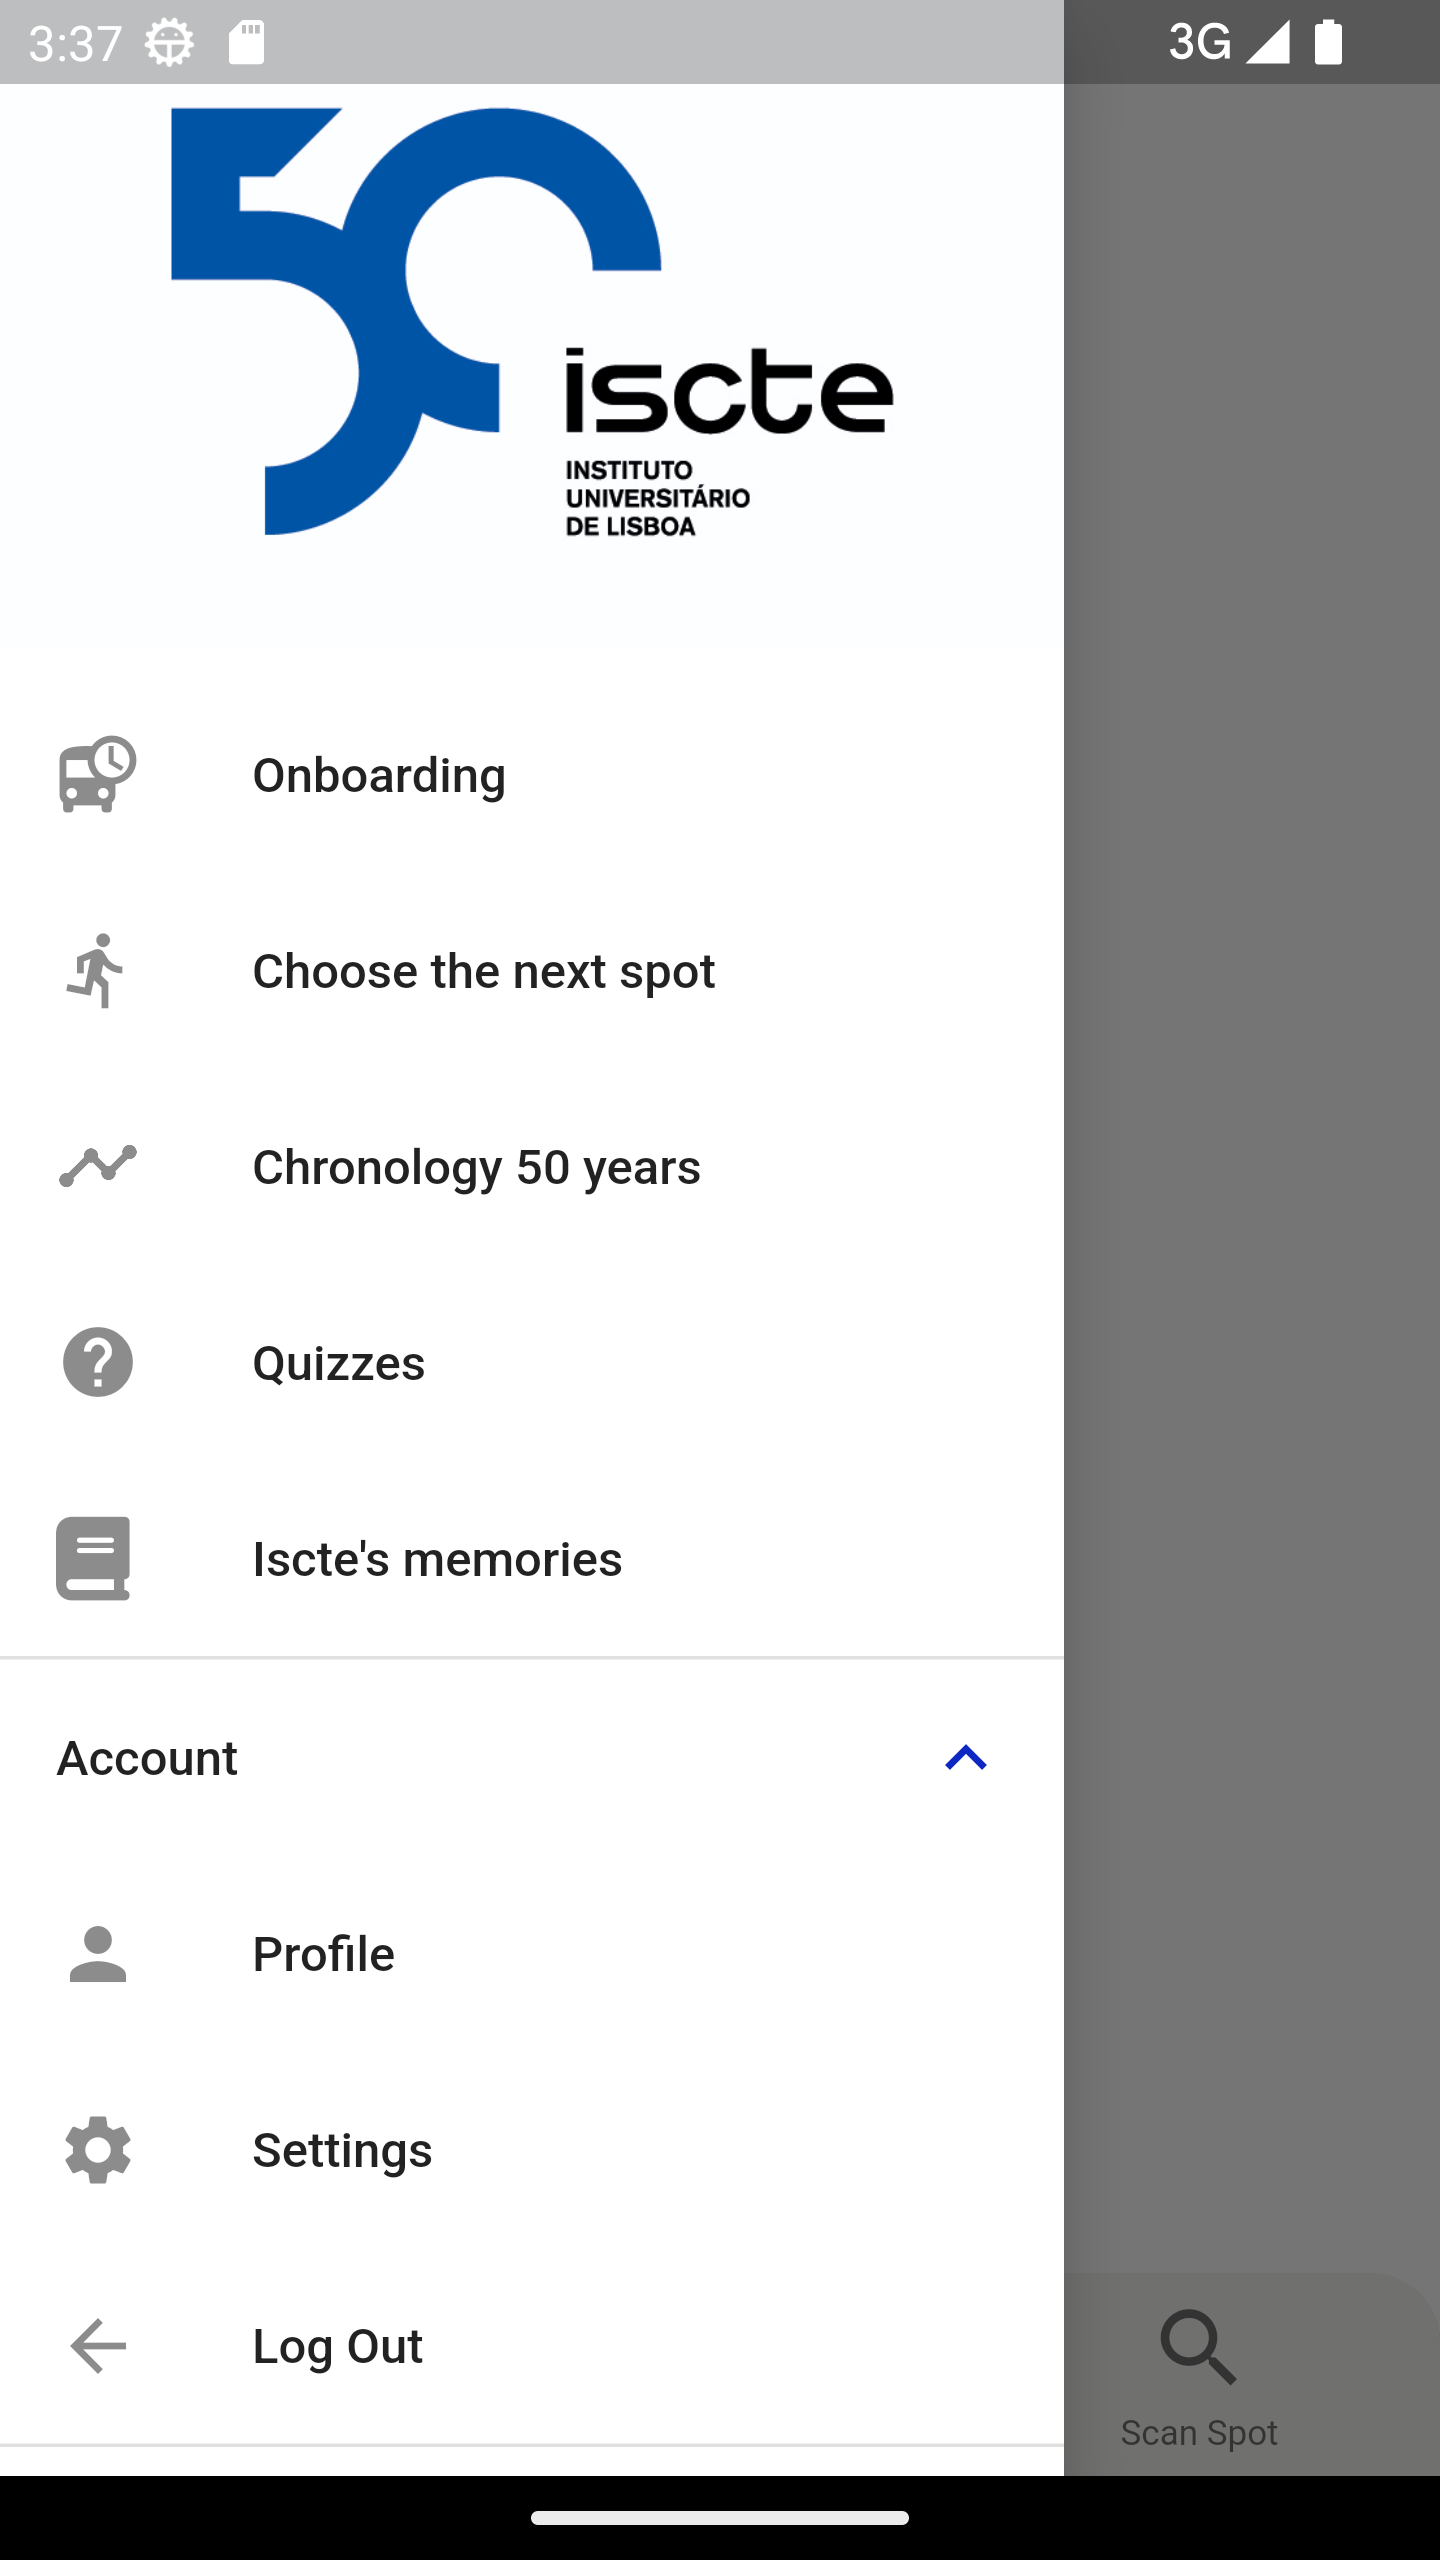 3:37
3G
50
iscte
INSTITUTO
UNIVERSITÁRIO
DE LISBOA
Onboarding
Choose the next spot
Chronology 50 years
Quizzes
Iscte's memories
Account
Profile
Settings
Log Out
Scan Spot